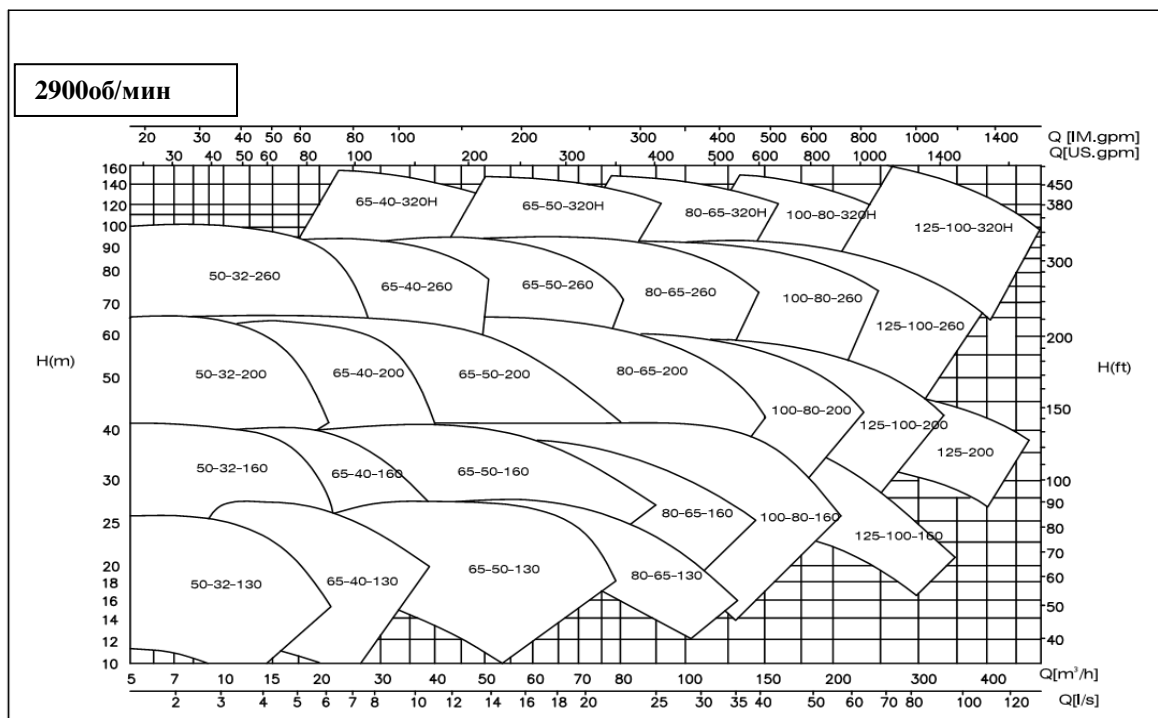 2900об/мин
20 30 40 50 60 100 200 300 400 500 600 800 1000 1400 Q [IM.gpm]
30 40 50 60 80 100 200 300 400 500 600 800 1000 1400 Q[US.gpm]
160 450
140
65-40-320H 65-50-320H 80-65-320H 100-80-320H 125-100-320H
120 380
100
90 300
80 50-32-260 65-40-260 65-50-260 80-65-260 100-80-260
70
125-100-260
60 200
H(m) H(ft)
50 50-32-200 65-40-200 65-50-200 80-65-200
100-80-200 150
125-100-200
40
50-32-160 65-40-160 65-50-160 125-200
30 100
90
80-65-160 100-80-160
25 80
125-100-160
70
20
50-32-130 65-40-130 65-50-130 80-65-130 60
18
16 50
14
12 40
10
5 7 10 15 20 30 40 50 60 80 100 150 200 300 400 Q[m³/h]
2 3 4 5 6 7 8 10 12 14 16 18 20 25 30 35 40 50 60 70 80 100 120 Q[l/s]